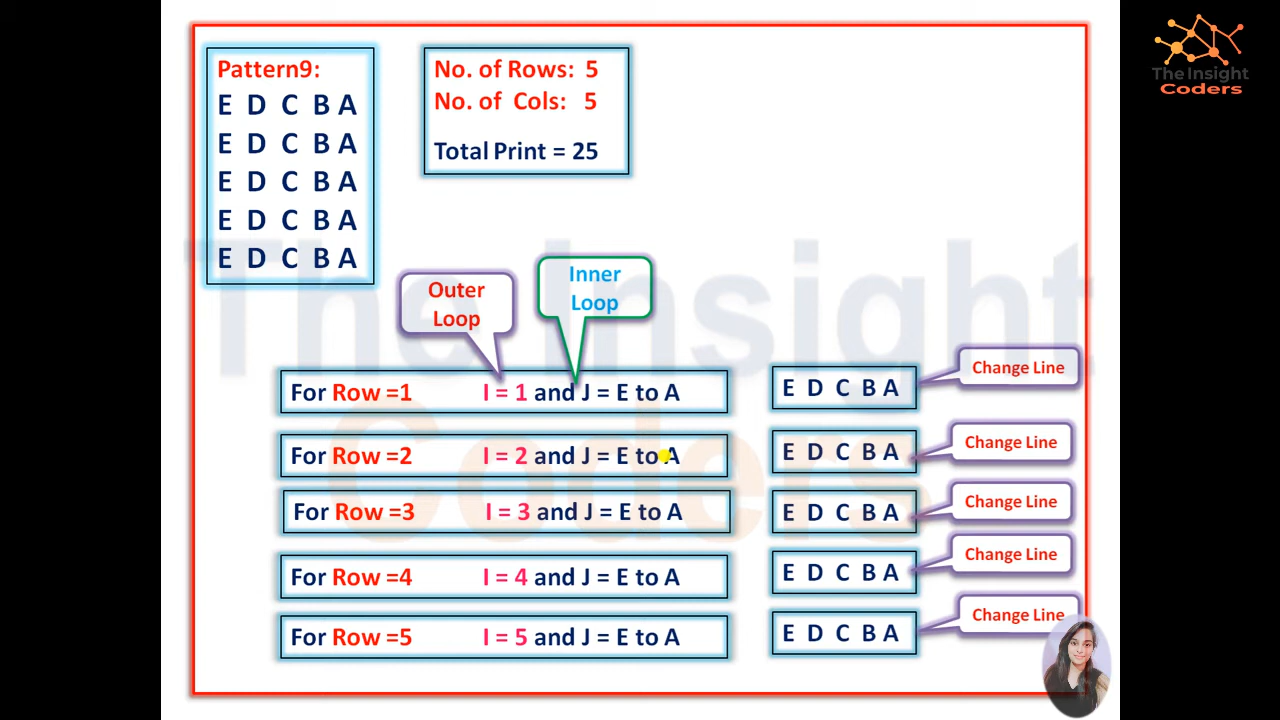 Pattern9:
E D C B A
E D C B A
E D C B A
E D C B A
E D C B A
No. of Rows: 5
No. of Cols: 5
Total Print = 25
The Insight
Coders
The Insight
Coders
Outer
Loop
Inner
Loop
For Row =1 I = 1 and J = E to A
E D C B A
Change Line
For Row =2 I = 2 and J = E to A
E D C B A
Change Line
For Row =3 I = 3 and J = E to A
E D C B A
Change Line
For Row =4 I = 4 and J = E to A
E D C B A
Change Line
For Row =5 I = 5 and J = E to A
E D C B A
Change Line